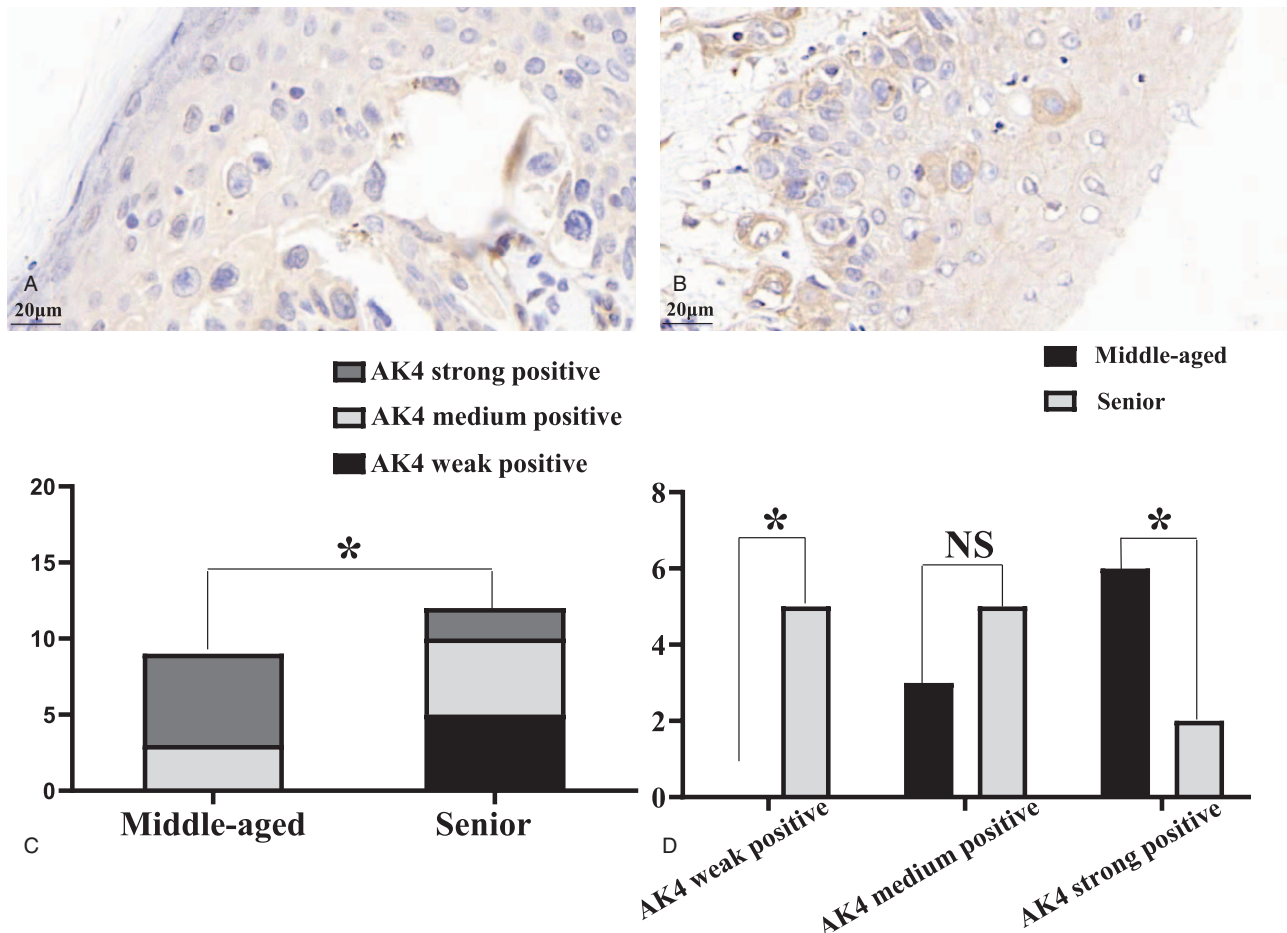 A
20μm
B
20μm
AK4 strong positive
AK4 medium positive
AK4 weak positive
20
15
10
5
0
*
Middle-aged
Senior
C
Middle-aged
Senior
8
6
4
2
0
*
NS
*
AK4 weak positive
AK4 medium positive
AK4 strong positive
D